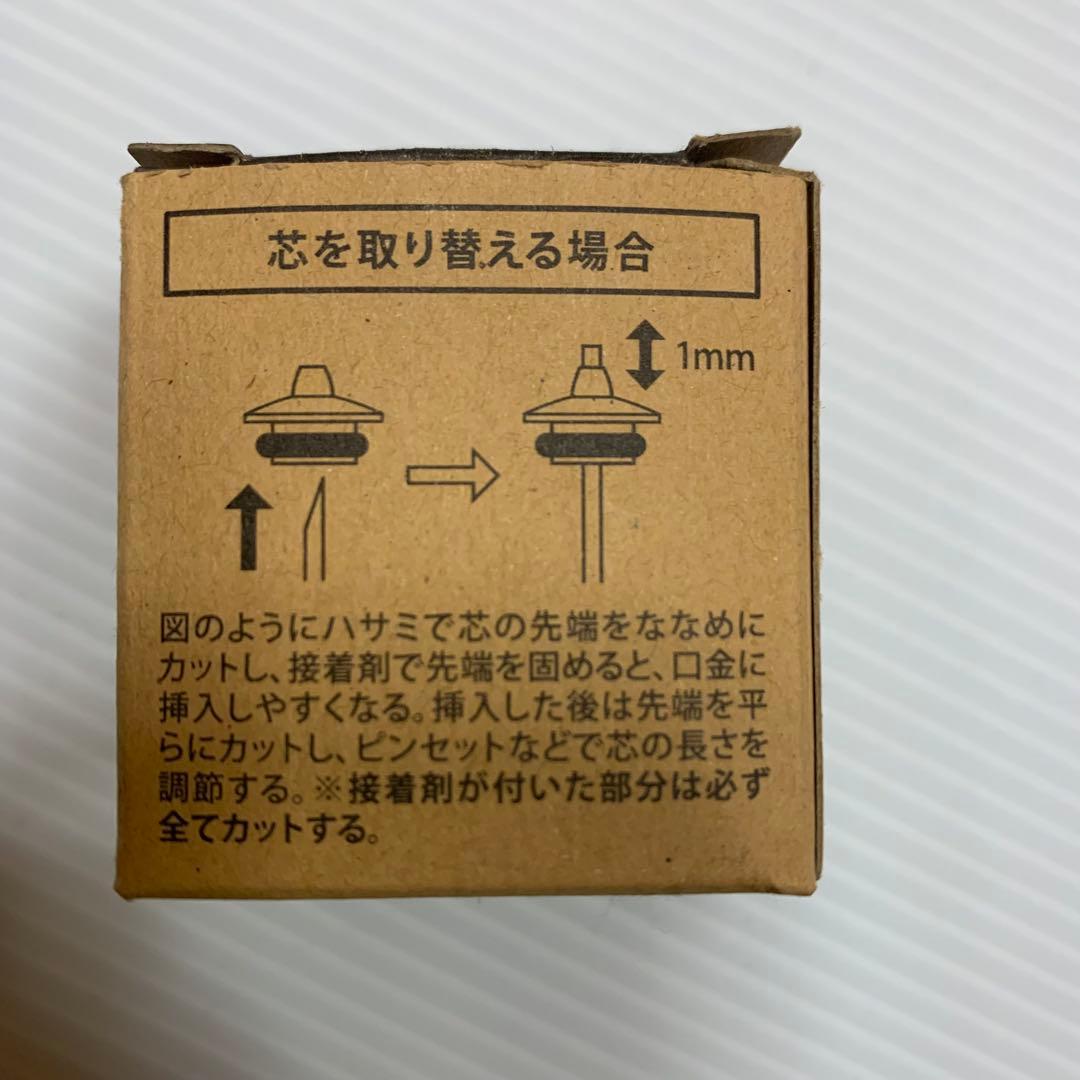 芯を取り替える場合
1mm
図のようにハサミで芯の先端をななめに
カットし、接着剤で先端を固めると、口金に
挿入しやすくなる。挿入した後は先端を平
らにカットし、ピンセットなどで芯の長さを
調節する。※接着剤が付いた部分は必ず
全てカットする。